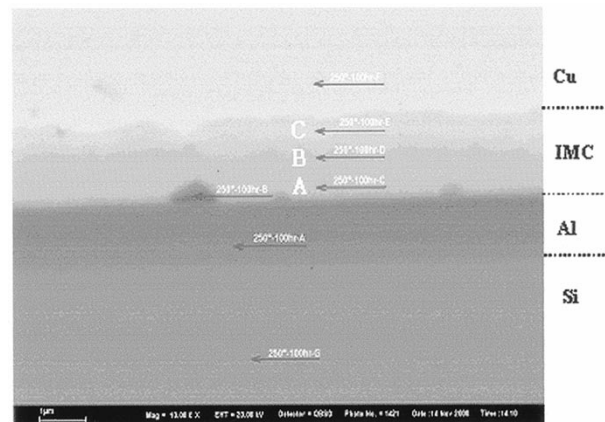 250°-100hr-F
Cu
C
250°-100hr-E
B
250°-100hr-D
IMC
A
250°-100hr-C
250°-100hr-B
Al
250°-100hr-A
Si
250°-100hr-G
1µm
Mag = 10.00 K X EHT = 20.00 kV Detector = QBSD Photo No. = 1421 Date :14 Nov 2006 Time :14:10